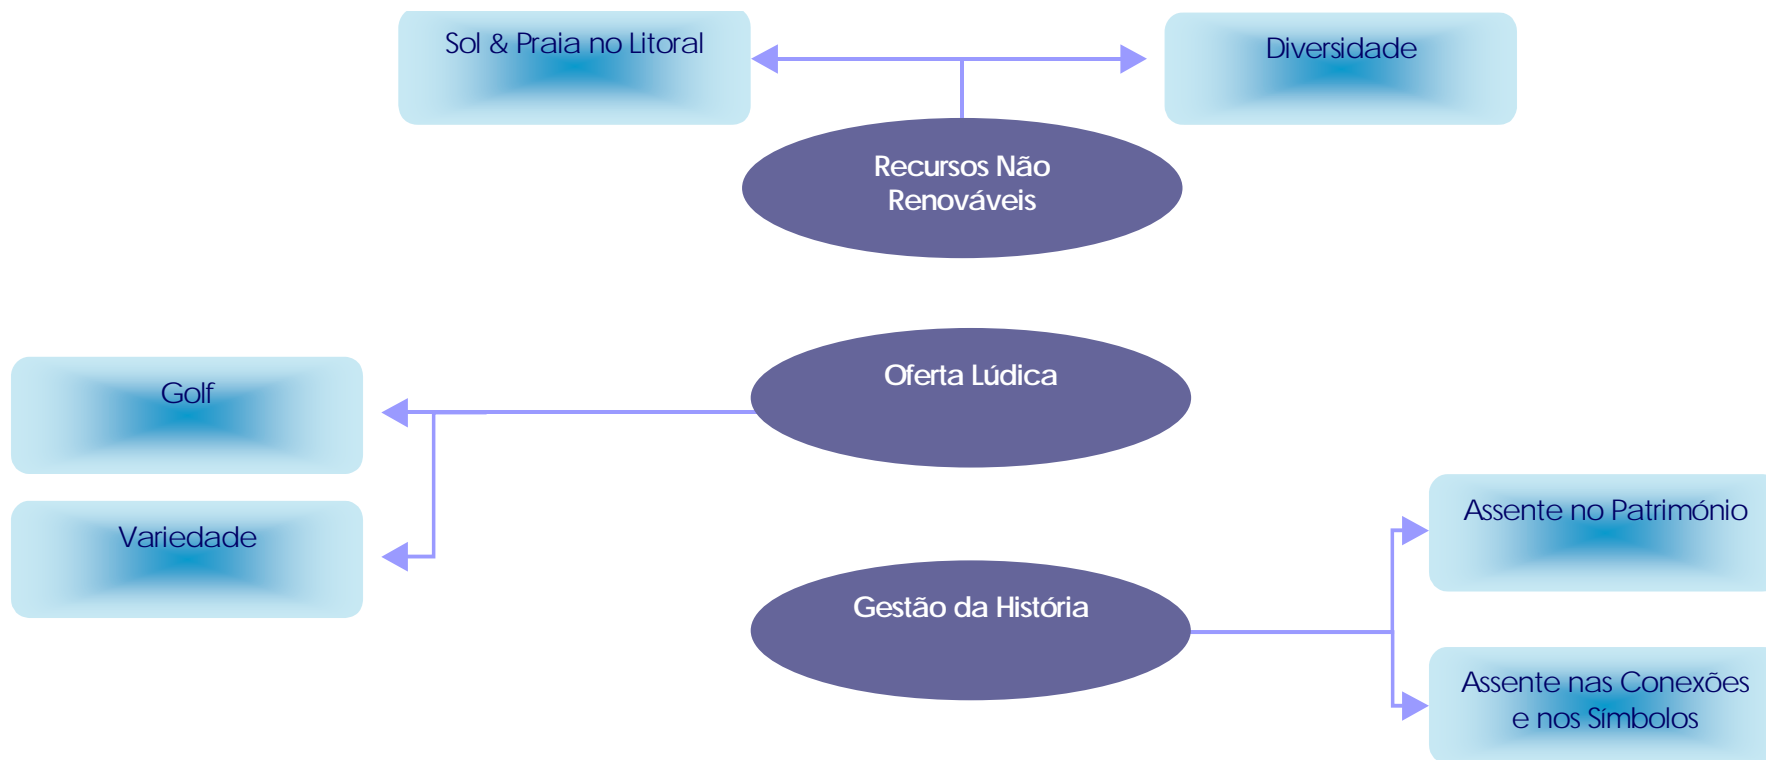 Sol & Praia no Litoral
Diversidade
Recursos Não
Renováveis
Oferta Lúdica
Golf
Variedade
Gestão da História
Assente no Património
Assente nas Conexões
e nos Símbolos